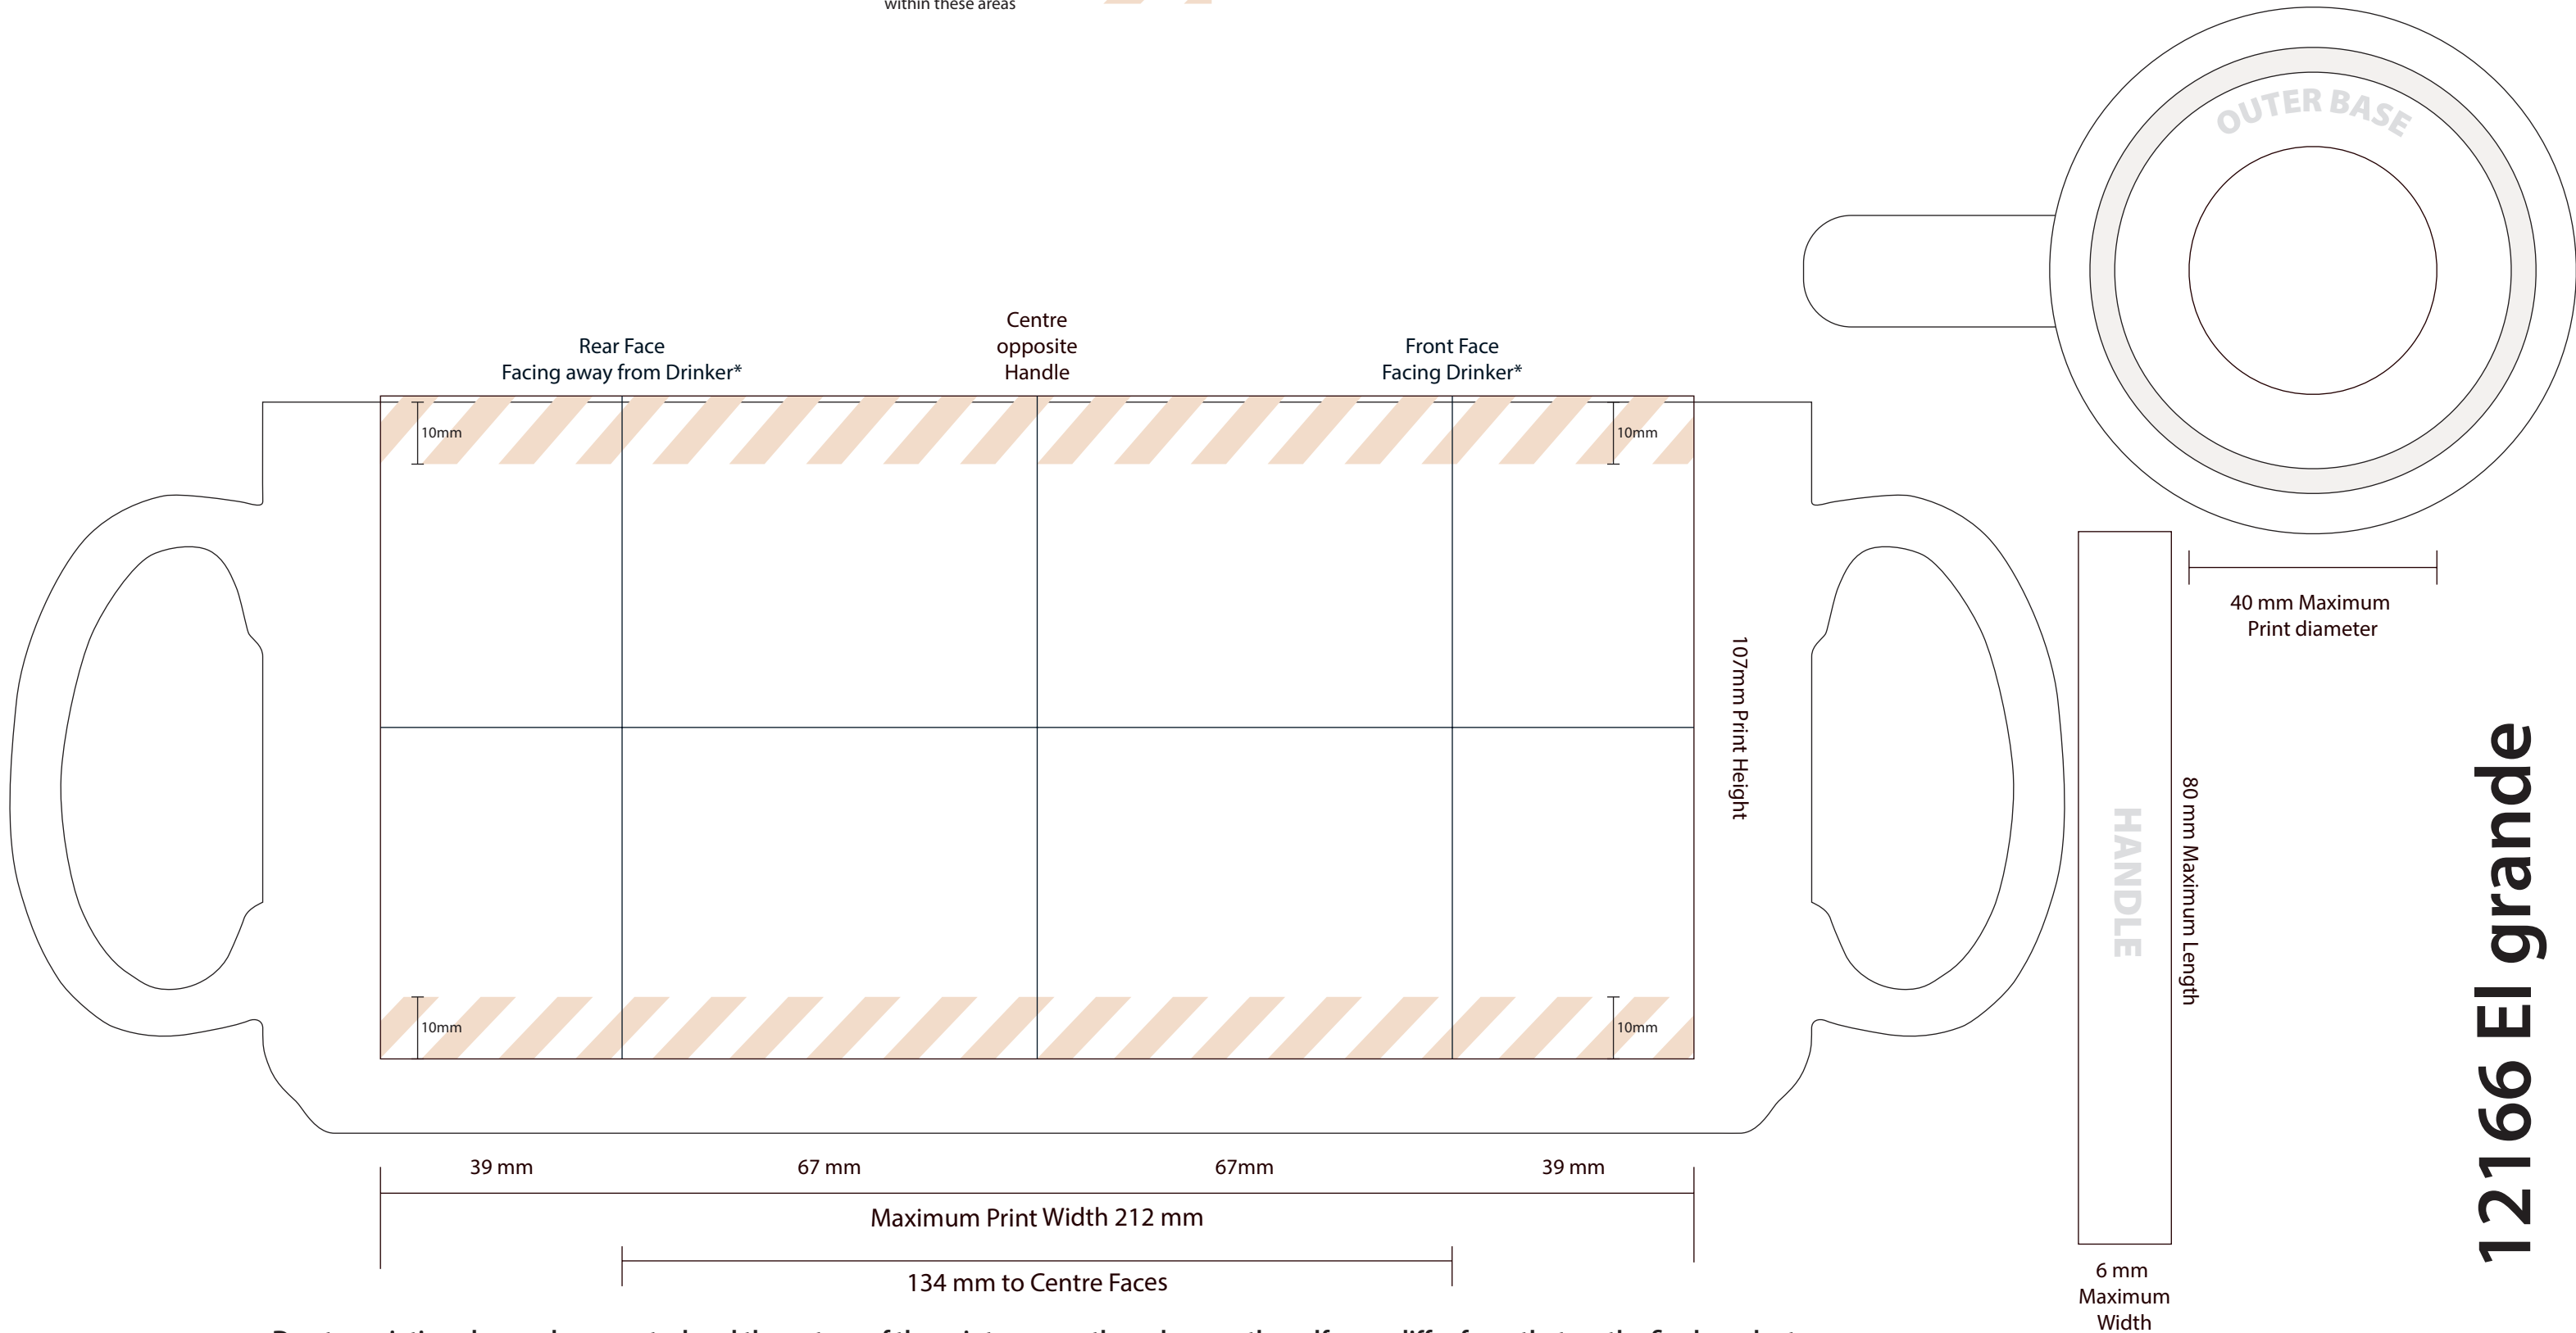 within these areas
OUTER BASE
Centre
opposite
Handle
Rear Face
Facing away from Drinker*
Front Face
Facing Drinker*
10mm
10mm
40 mm Maximum
Print diameter
107mm Print Height
80 mm Maximum Length
HANDLE
12166 El grande
10mm
10mm
39 mm
67 mm
67mm
39 mm
Maximum Print Width 212 mm
134 mm to Centre Faces
6 mm
Maximum
Width